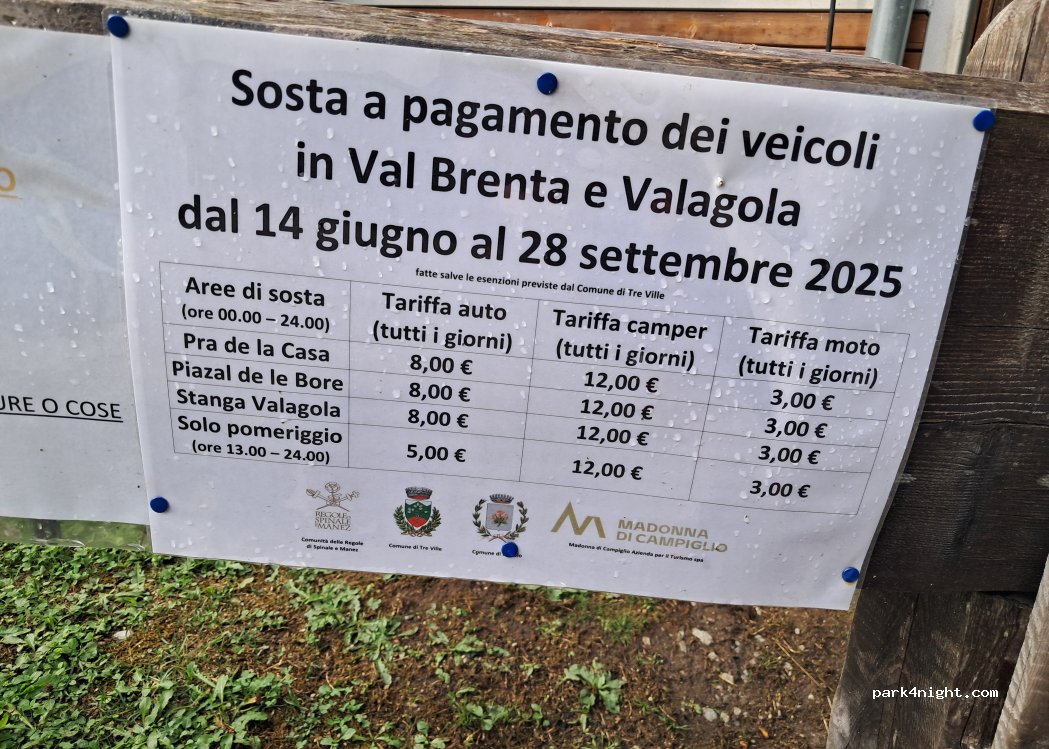 Sosta a pagamento dei veicoli
in Val Brenta e Valagola
dal 14 giugno al 28 settembre 2025
fatte salve le esenzioni previste dal Comune di Tre Ville
Aree di sosta (ore 00.00 – 24.00) Tariffa auto (tutti i giorni) Tariffa camper (tutti i giorni) Tariffa moto (tutti i giorni)
Pra de la Casa 8,00 € 12,00 € 3,00 €
Piazal de le Bore 8,00 € 12,00 € 3,00 €
Stanga Valagola 8,00 € 12,00 € 3,00 €
Solo pomeriggio (ore 13.00 – 24.00) 5,00 € 12,00 € 3,00 €
REGOLE
SPINALE
MANEZ
Comunità delle Regole
di Spinale e Manez
Comune di Tre Ville
Comune di
MADONNA
DI CAMPIGLIO
Madonna di Campiglio Azienda per il Turismo spa
URE O COSE
park4night.com